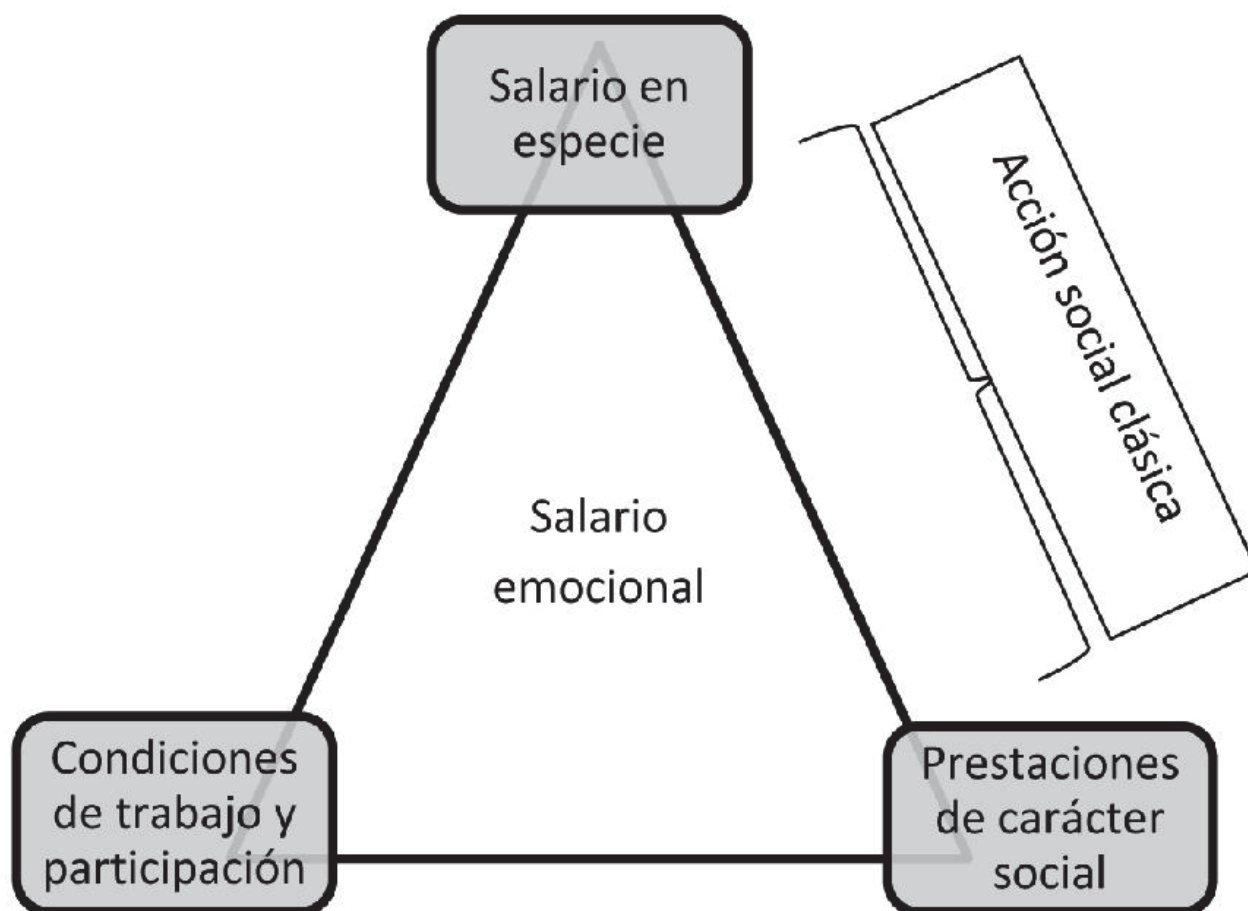 Salario en
especie
Acción social clásica
Salario
emocional
Condiciones
de trabajo y
participación
Prestaciones
de carácter
social